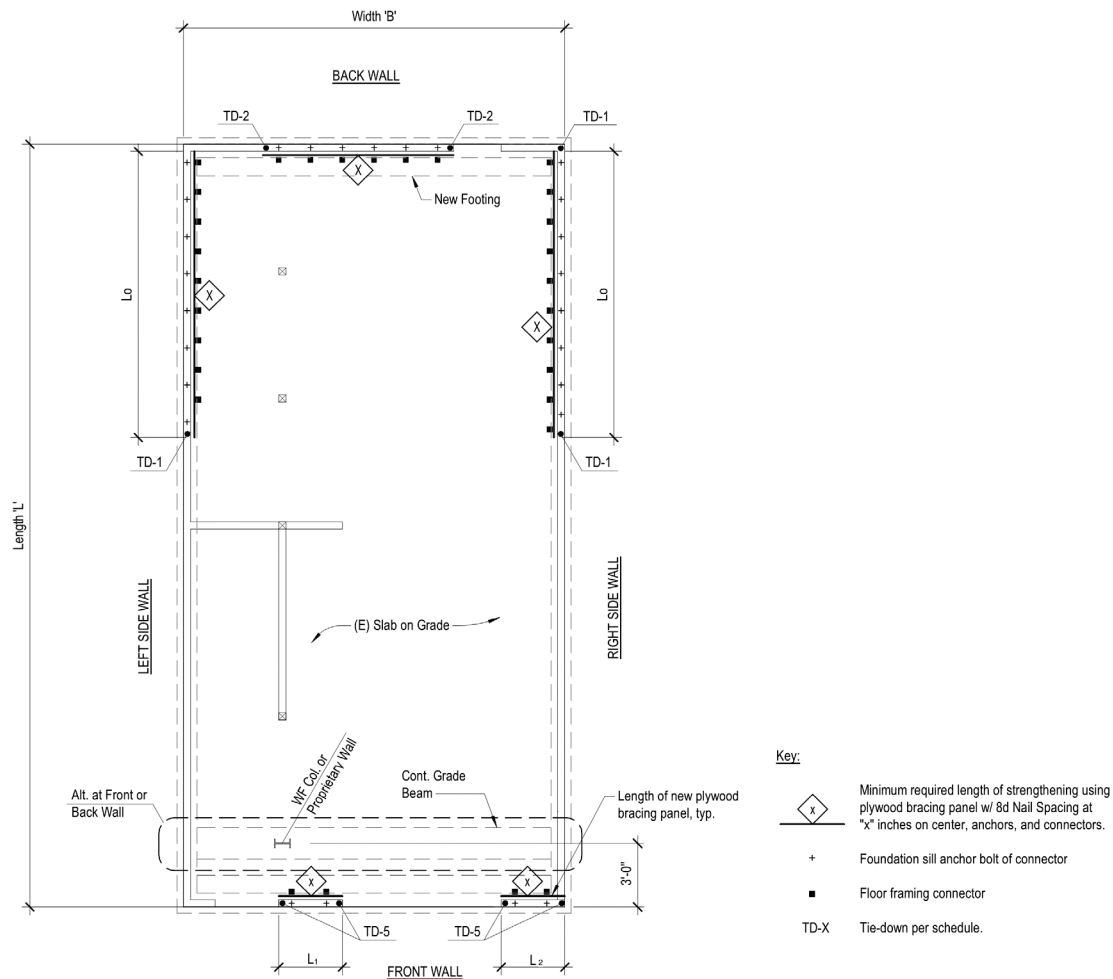 Width 'B'
BACK WALL
TD-2
TD-2
TD-1
X
New Footing
Lo
X
X
Lo
TD-1
TD-1
Length 'L'
LEFT SIDE WALL
(E) Slab on Grade
RIGHT SIDE WALL
WF Col. or
Proprietary Wall
Cont. Grade
Beam
Alt. at Front or
Back Wall
Length of new plywood
bracing panel, typ.
3'-0"
X
X
TD-5
TD-5
L1
L2
FRONT WALL
Key:
x
Minimum required length of strengthening using
plywood bracing panel w/ 8d Nail Spacing at
"x" inches on center, anchors, and connectors.
+ Foundation sill anchor bolt of connector
Floor framing connector
TD-X Tie-down per schedule.